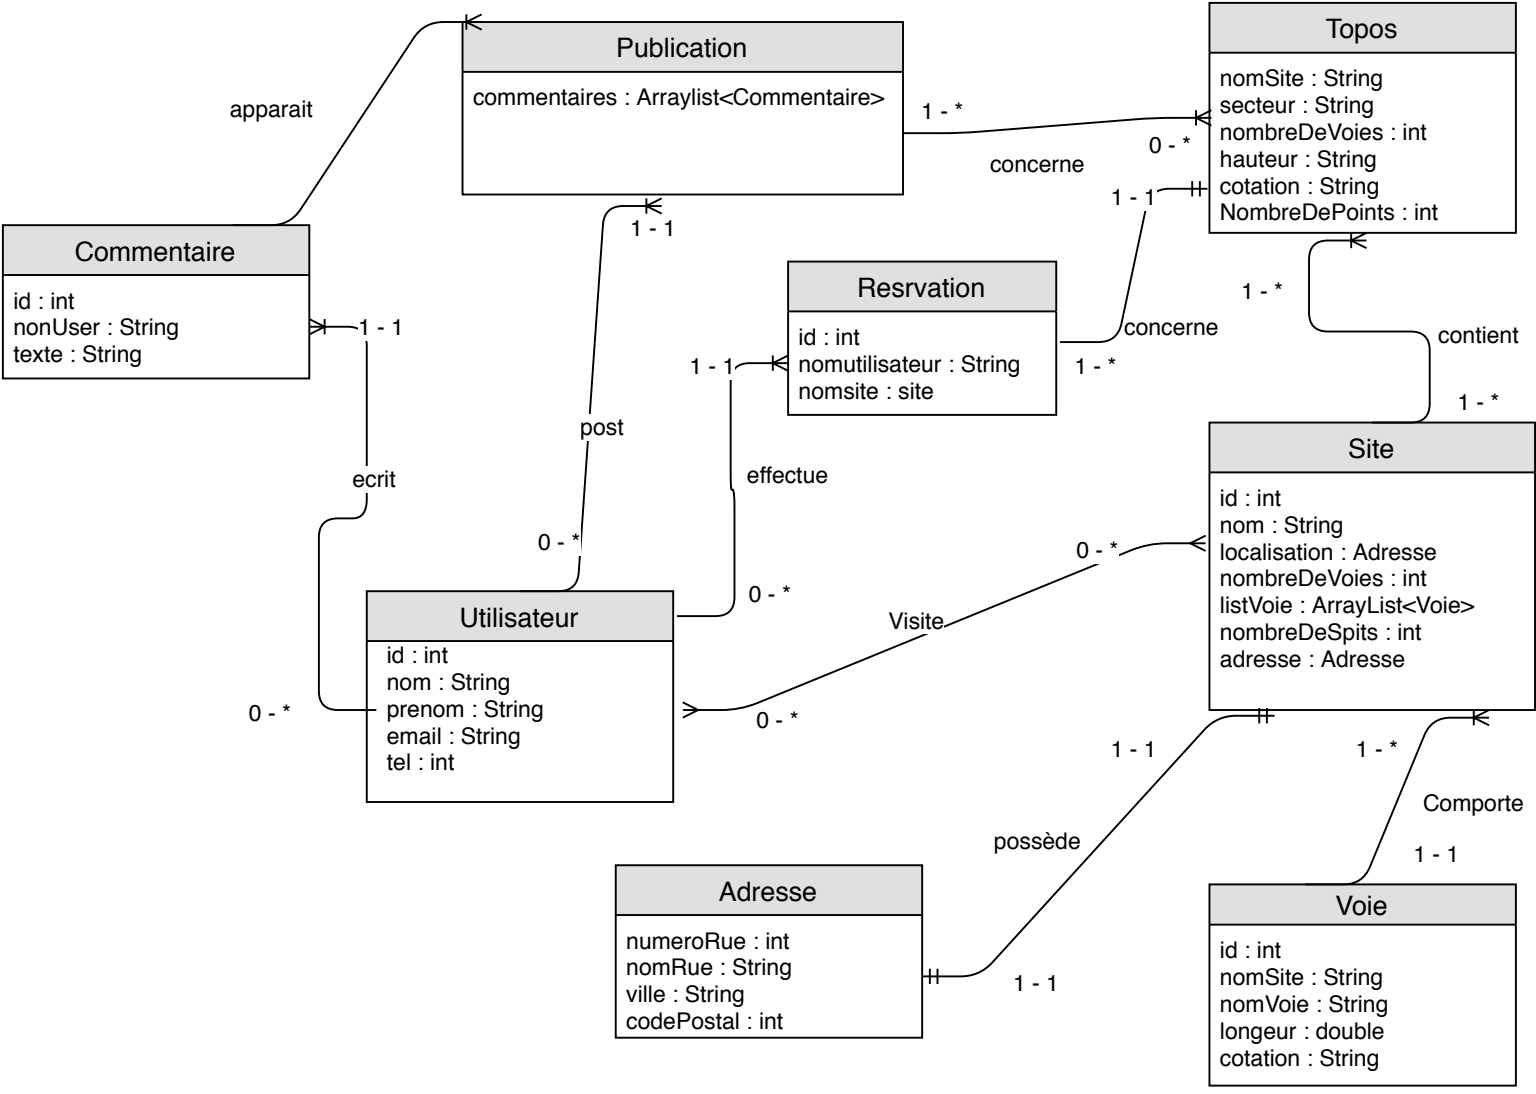 Publication
commentaires : Arraylist<Commentaire>
Topos
nomSite : String
secteur : String
nombreDeVoies : int
hauteur : String
cotation : String
NombreDePoints : int
apparait
1 - *
0 - *
concerne
1 - 1
Commentaire
id : int
nonUser : String
texte : String
1 - 1
1 - 1
post
0 - *
ecrit
0 - *
Resrvation
id : int
nomutilisateur : String
nomsite : site
1 - 1
effectue
0 - *
concerne
1 - *
1 - *
contient
1 - *
Site
id : int
nom : String
localisation : Adresse
nombreDeVoies : int
listVoie : ArrayList<Voie>
nombreDeSpits : int
adresse : Adresse
Utilisateur
id : int
nom : String
prenom : String
email : String
tel : int
0 - *
Visite
0 - *
1 - 1
possède
1 - 1
1 - *
Comporte
1 - 1
Adresse
numeroRue : int
nomRue : String
ville : String
codePostal : int
Voie
id : int
nomSite : String
nomVoie : String
longeur : double
cotation : String